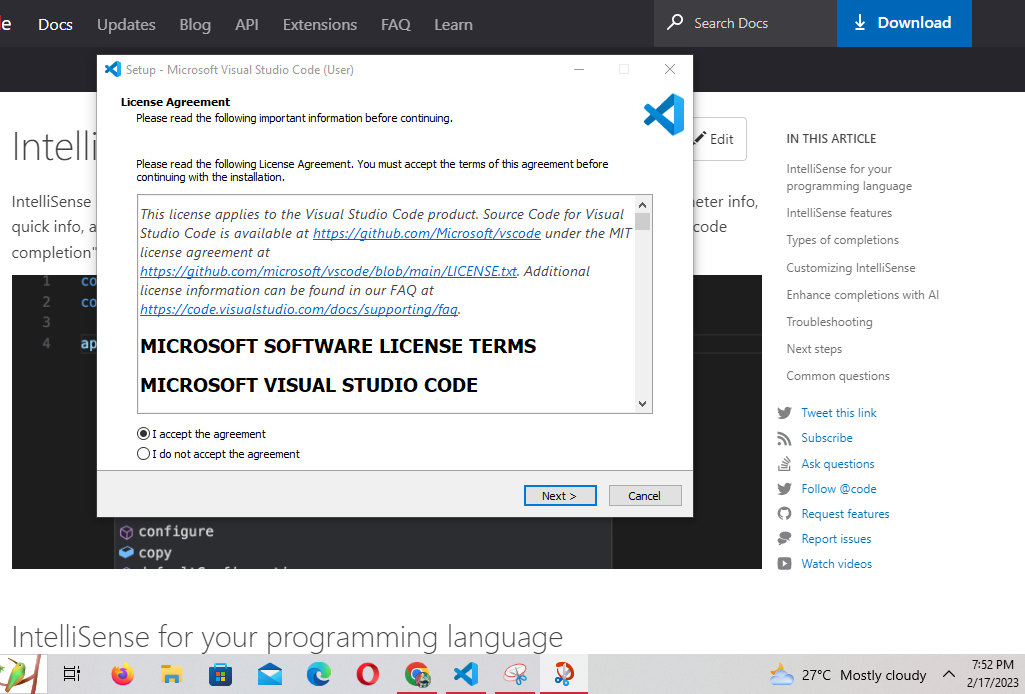 e Docs Updates Blog API Extensions FAQ Learn Search Docs Download
Setup - Microsoft Visual Studio Code (User)
License Agreement
Please read the following important information before continuing.
Please read the following License Agreement. You must accept the terms of this agreement before
continuing with the installation.
This license applies to the Visual Studio Code product. Source Code for Visual
Studio Code is available at https://github.com/Microsoft/vscode under the MIT
license agreement at
https://github.com/microsoft/vscode/blob/main/LICENSE.txt. Additional
license information can be found in our FAQ at
https://code.visualstudio.com/docs/supporting/faq.
MICROSOFT SOFTWARE LICENSE TERMS
MICROSOFT VISUAL STUDIO CODE
I accept the agreement
I do not accept the agreement
Next > Cancel
Intelli
Edit
IntelliSense
eter info,
quick info, a
code
completion"
1 co
2 co
3
4 ap
configure
copy
IN THIS ARTICLE
IntelliSense for your
programming language
IntelliSense features
Types of completions
Customizing IntelliSense
Enhance completions with AI
Troubleshooting
Next steps
Common questions
Tweet this link
Subscribe
Ask questions
Follow @code
Request features
Report issues
Watch videos
IntelliSense for your programming language
27°C Mostly cloudy
7:52 PM
2/17/2023